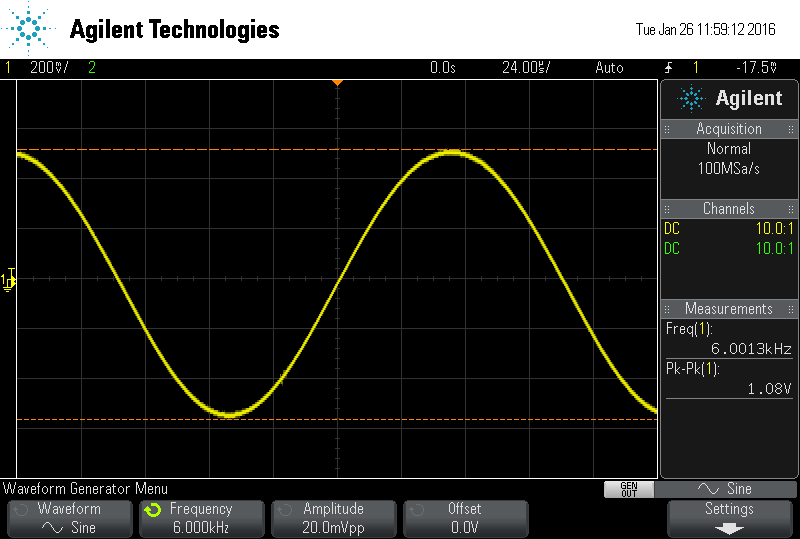 Agilent Technologies
Tue Jan 26 11:59:12 2016
1 200mV/ 2 0.0s 24.00us/ Auto 1 -17.5mV
Agilent
Acquisition
Normal
100MSa/s
Channels
DC 10.0:1
DC 10.0:1
Measurements
Freq(1):
6.0013kHz
Pk-Pk(1):
1.08V
T
1
Waveform Generator Menu
GEN
OUT
Sine
Waveform
Sine
Frequency
6.000kHz
Amplitude
20.0mVpp
Offset
0.0V
Settings